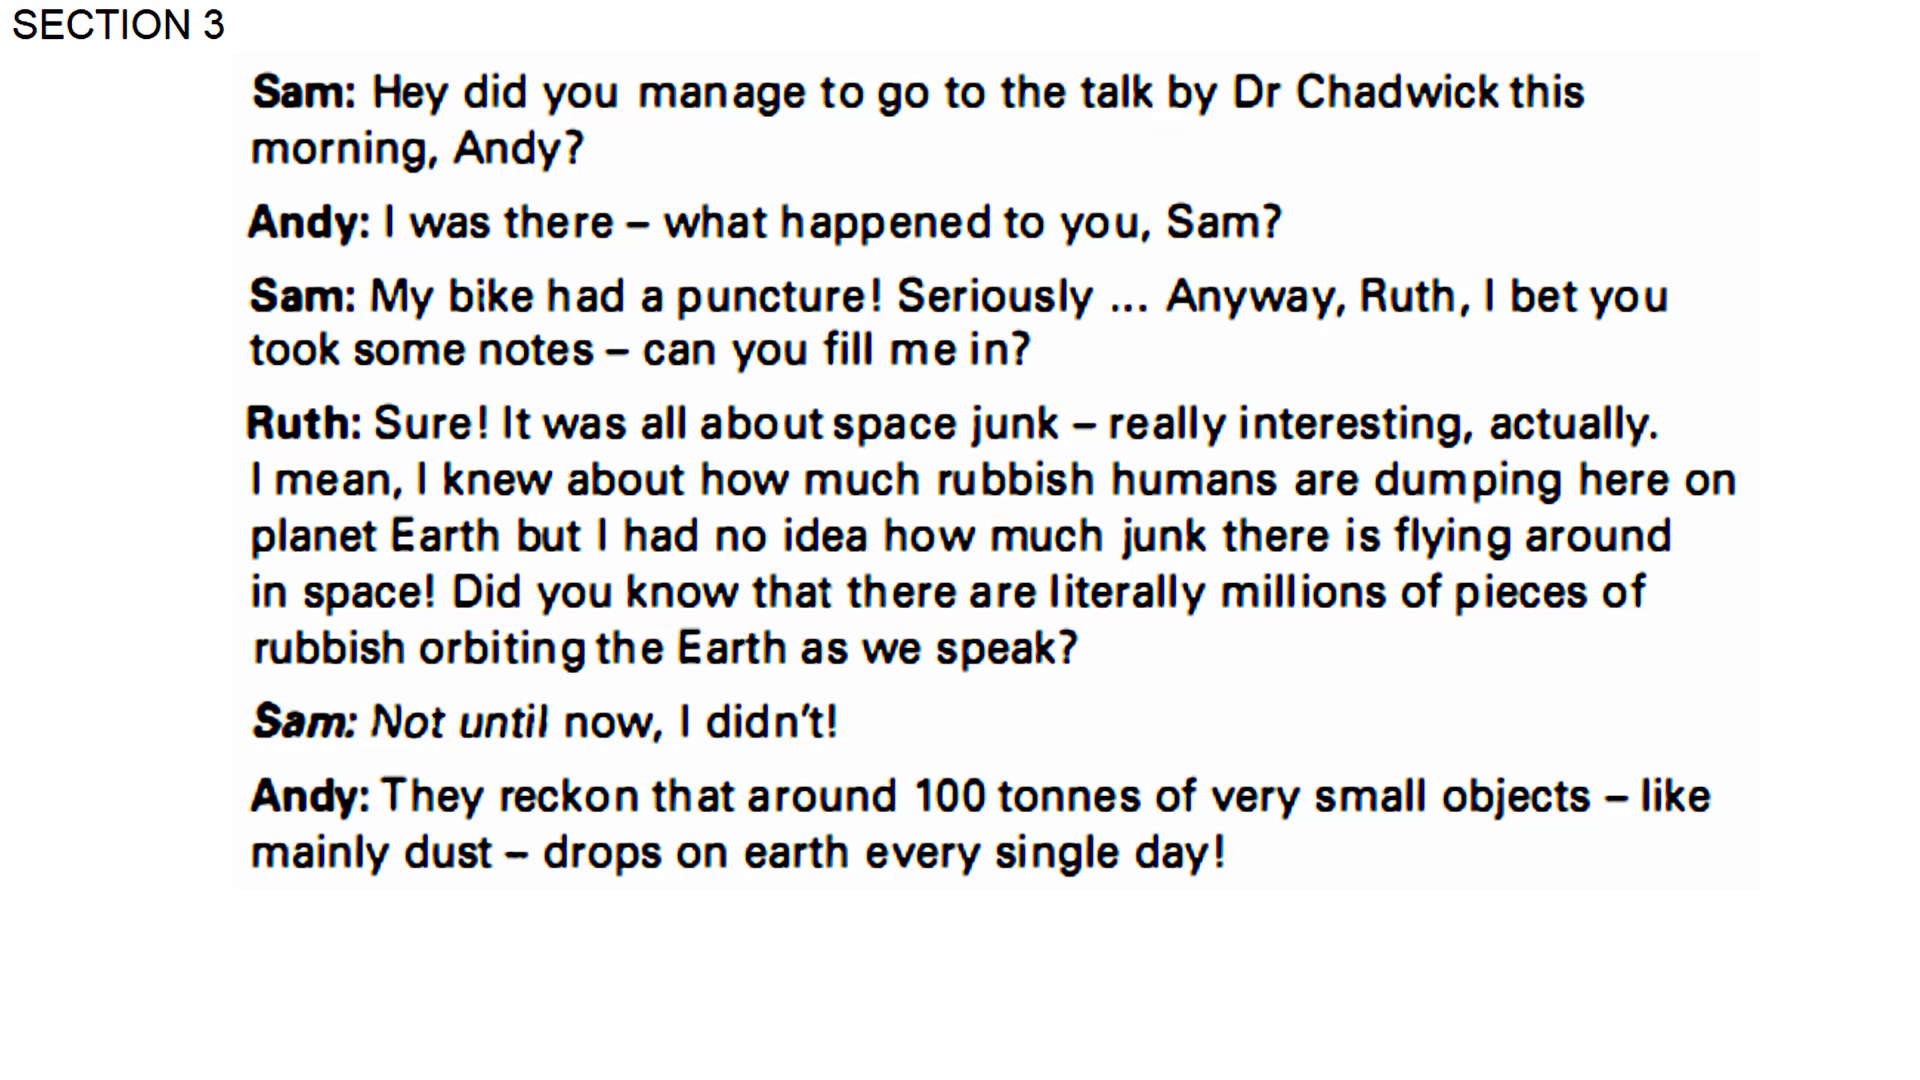 SECTION 3
Sam: Hey did you manage to go to the talk by Dr Chadwick this
morning, Andy?
Andy: I was there – what happened to you, Sam?
Sam: My bike had a puncture! Seriously ... Anyway, Ruth, I bet you
took some notes – can you fill me in?
Ruth: Sure! It was all about space junk – really interesting, actually.
I mean, I knew about how much rubbish humans are dumping here on
planet Earth but I had no idea how much junk there is flying around
in space! Did you know that there are literally millions of pieces of
rubbish orbiting the Earth as we speak?
Sam: Not until now, I didn't!
Andy: They reckon that around 100 tonnes of very small objects – like
mainly dust – drops on earth every single day!